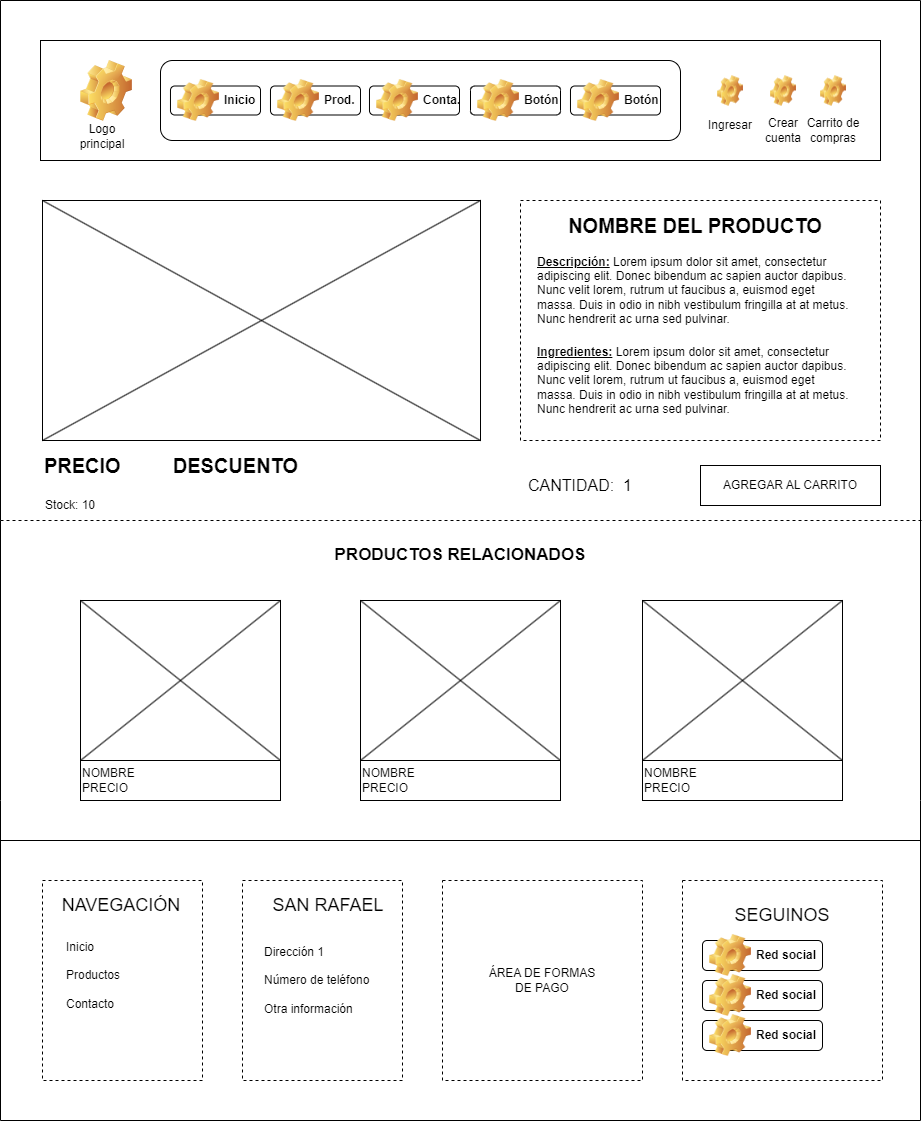 Logo
principal
Inicio
Prod.
Conta.
Botón
Botón
Ingresar
Crear
cuenta
Carrito de
compras
NOMBRE DEL PRODUCTO
Descripción: Lorem ipsum dolor sit amet, consectetur
adipiscing elit. Donec bibendum ac sapien auctor dapibus.
Nunc velit lorem, rutrum ut faucibus a, euismod eget
massa. Duis in odio in nibh vestibulum fringilla at at metus.
Nunc hendrerit ac urna sed pulvinar.
Ingredientes: Lorem ipsum dolor sit amet, consectetur
adipiscing elit. Donec bibendum ac sapien auctor dapibus.
Nunc velit lorem, rutrum ut faucibus a, euismod eget
massa. Duis in odio in nibh vestibulum fringilla at at metus.
Nunc hendrerit ac urna sed pulvinar.
PRECIO
DESCUENTO
Stock: 10
CANTIDAD: 1
AGREGAR AL CARRITO
PRODUCTOS RELACIONADOS
NOMBRE
PRECIO
NOMBRE
PRECIO
NOMBRE
PRECIO
NAVEGACIÓN
Inicio
Productos
Contacto
SAN RAFAEL
Dirección 1
Número de teléfono
Otra información
ÁREA DE FORMAS
DE PAGO
SEGUINOS
Red social
Red social
Red social